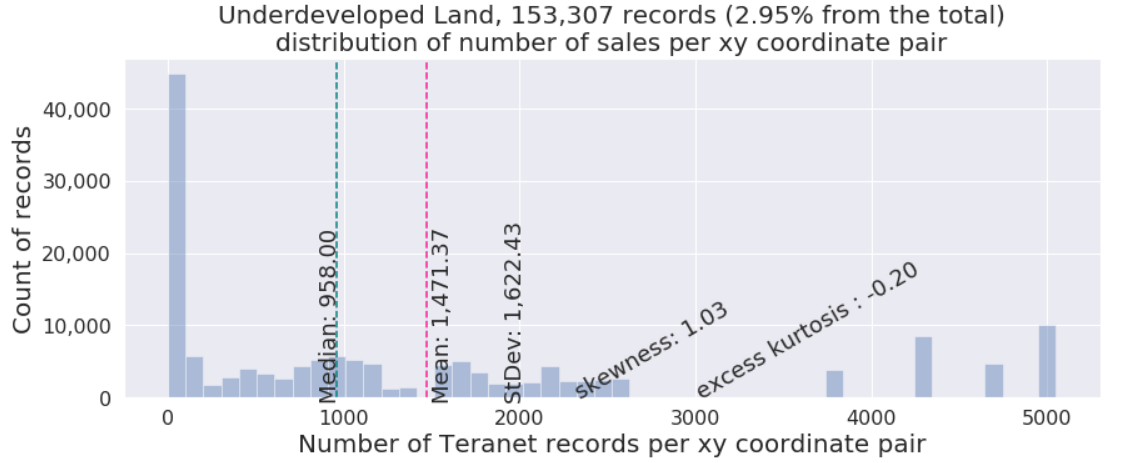 Underdeveloped Land, 153,307 records (2.95% from the total)
distribution of number of sales per xy coordinate pair
Count of records
40,000
30,000
20,000
10,000
0
Median: 958.00
Mean: 1,471.37
StDev: 1,622.43
skewness: 1.03
excess kurtosis : -0.20
0 1000 2000 3000 4000 5000
Number of Teranet records per xy coordinate pair